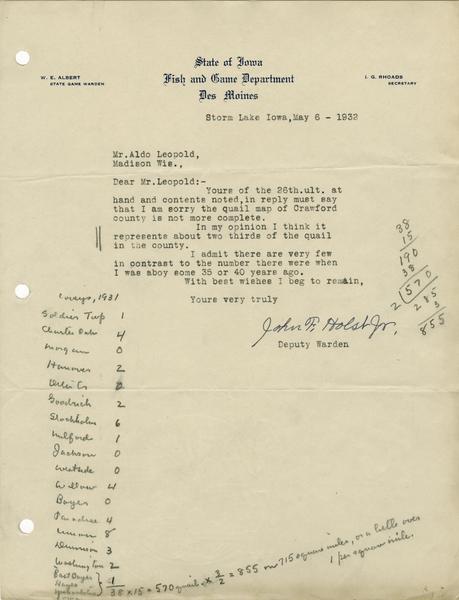 State of Iowa
W. E. ALBERT
STATE GAME WARDEN
Fish and Game Department
I. G. RHOADS
SECRETARY
Des Moines
Storm Lake Iowa,May 6 - 1932
Mr.Aldo Leopold,
Madison Wis.,
Dear Mr.Leopold:-
Yours of the 26th.ult. at
hand and contents noted,in reply must say
that I am sorry the quail map of Crawford
county is not more complete.
In my opinion I think it
represents about two thirds of the quail
in the county.
I admit there are very few
in contrast to the number there were when
I was aboy some 35 or 40 years ago.
With best wishes I beg to remain,
Yours very truly
John F. Holst Jr.
Deputy Warden
38
15
190
38
2 570
285
3
855
coveys, 1931
Soldier Twp 1
Charter Oak 4
Morgan 0
Hanover 2
Otter Cr 0
Goodrich 2
Stockholm 6
Milford 1
Jackson 0
Westside 0
Willow 4
Boyer 0
Paradise 4
Union 8
Denison 3
Washington 2
East Boyer
Hayes 1
38 x 15 = 570 quail x 3/2 = 855 on 715 square miles, or a little over
1 per square mile.